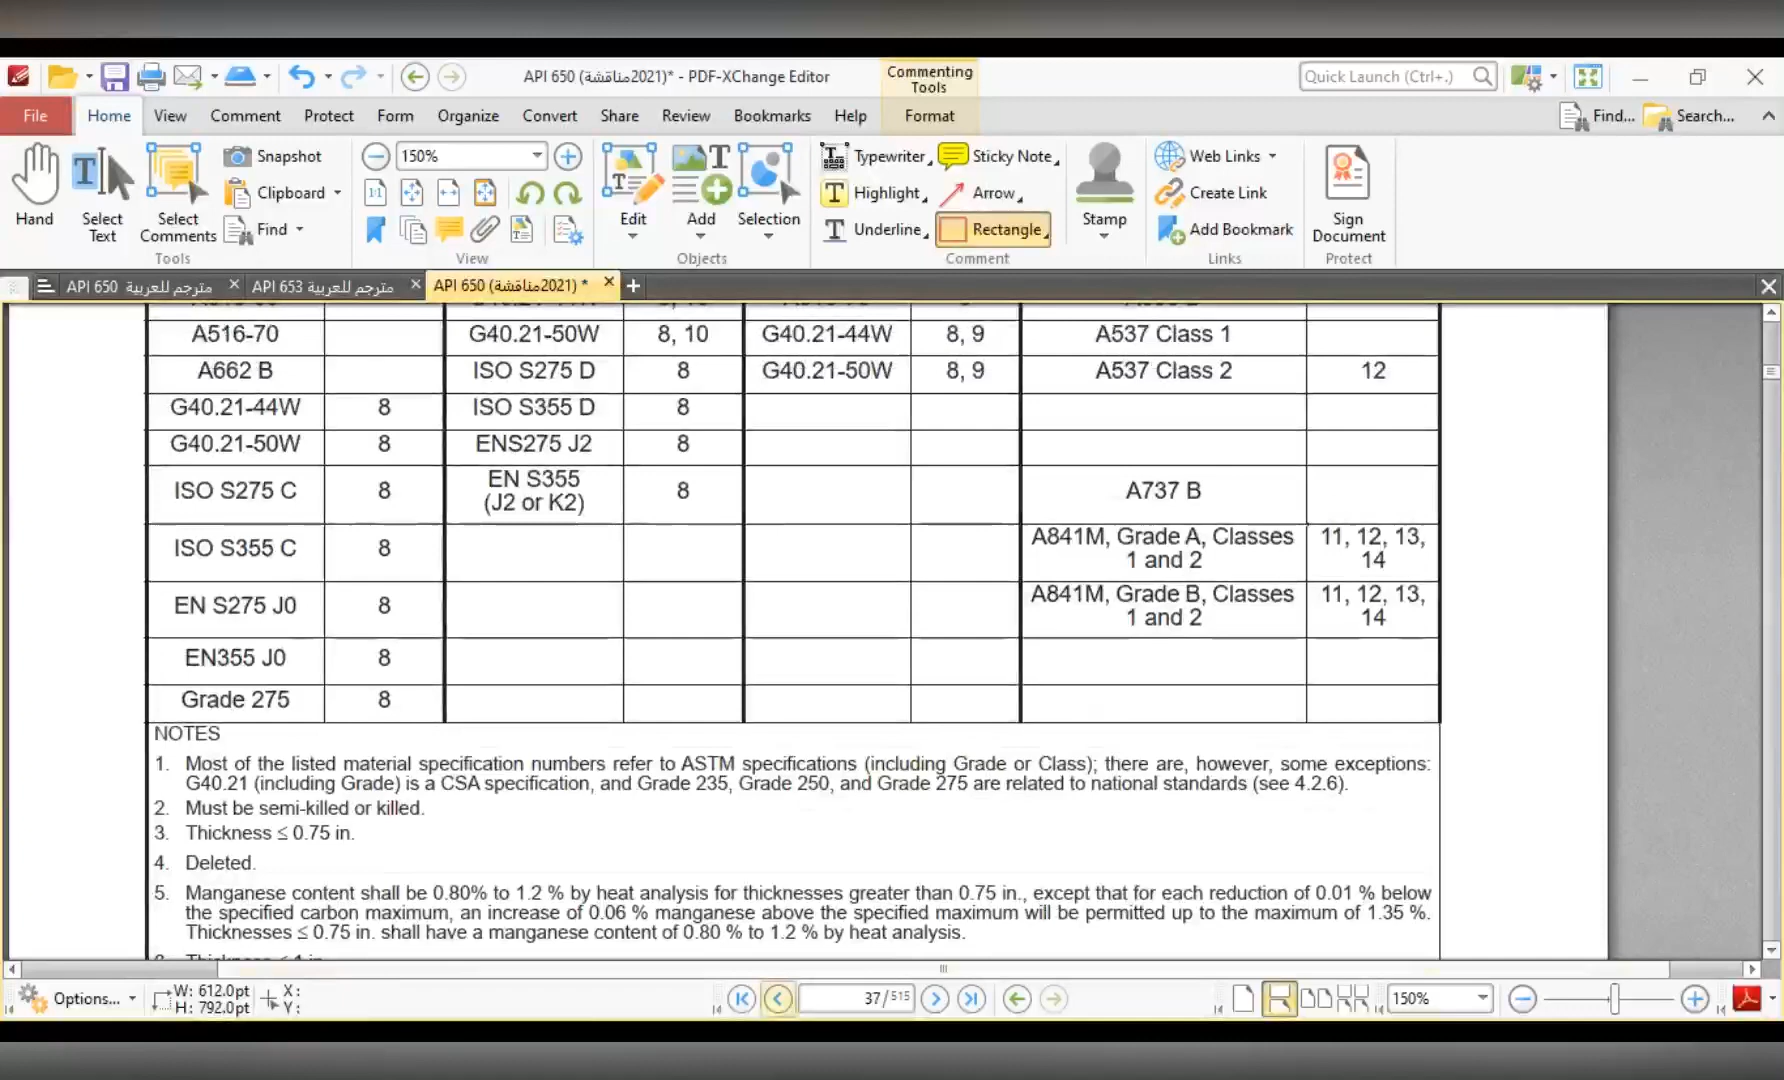 API 650 (مناقشة2021)* - PDF-XChange Editor
Commenting Tools
Quick Launch (Ctrl+.)
File Home View Comment Protect Form Organize Convert Share Review Bookmarks Help Format
Find... Search...
Hand
Select Text
Select Comments
Snapshot
Clipboard
Find
Tools
150%
View
Edit
Add
Selection
Objects
Typewriter
Sticky Note
Highlight
Arrow
Underline
Rectangle
Comment
Stamp
Web Links
Create Link
Add Bookmark
Links
Sign Document
Protect
API 650 مترجم للعربية
API 653 مترجم للعربية
API 650 (مناقشة2021) *
A516-70 G40.21-50W 8, 10 G40.21-44W 8, 9 A537 Class 1
A662 B ISO S275 D 8 G40.21-50W 8, 9 A537 Class 2 12
G40.21-44W 8 ISO S355 D 8
G40.21-50W 8 ENS275 J2 8
ISO S275 C 8 EN S355 (J2 or K2) 8 A737 B
ISO S355 C 8 A841M, Grade A, Classes 1 and 2 11, 12, 13, 14
EN S275 J0 8 A841M, Grade B, Classes 1 and 2 11, 12, 13, 14
EN355 J0 8
Grade 275 8
NOTES
1. Most of the listed material specification numbers refer to ASTM specifications (including Grade or Class); there are, however, some exceptions:
G40.21 (including Grade) is a CSA specification, and Grade 235, Grade 250, and Grade 275 are related to national standards (see 4.2.6).
2. Must be semi-killed or killed.
3. Thickness ≤ 0.75 in.
4. Deleted.
5. Manganese content shall be 0.80% to 1.2 % by heat analysis for thicknesses greater than 0.75 in., except that for each reduction of 0.01 % below
the specified carbon maximum, an increase of 0.06 % manganese above the specified maximum will be permitted up to the maximum of 1.35 %.
Thicknesses ≤ 0.75 in. shall have a manganese content of 0.80 % to 1.2 % by heat analysis.
Options...
W: 612.0pt
H: 792.0pt
X:
Y:
37/515
150%